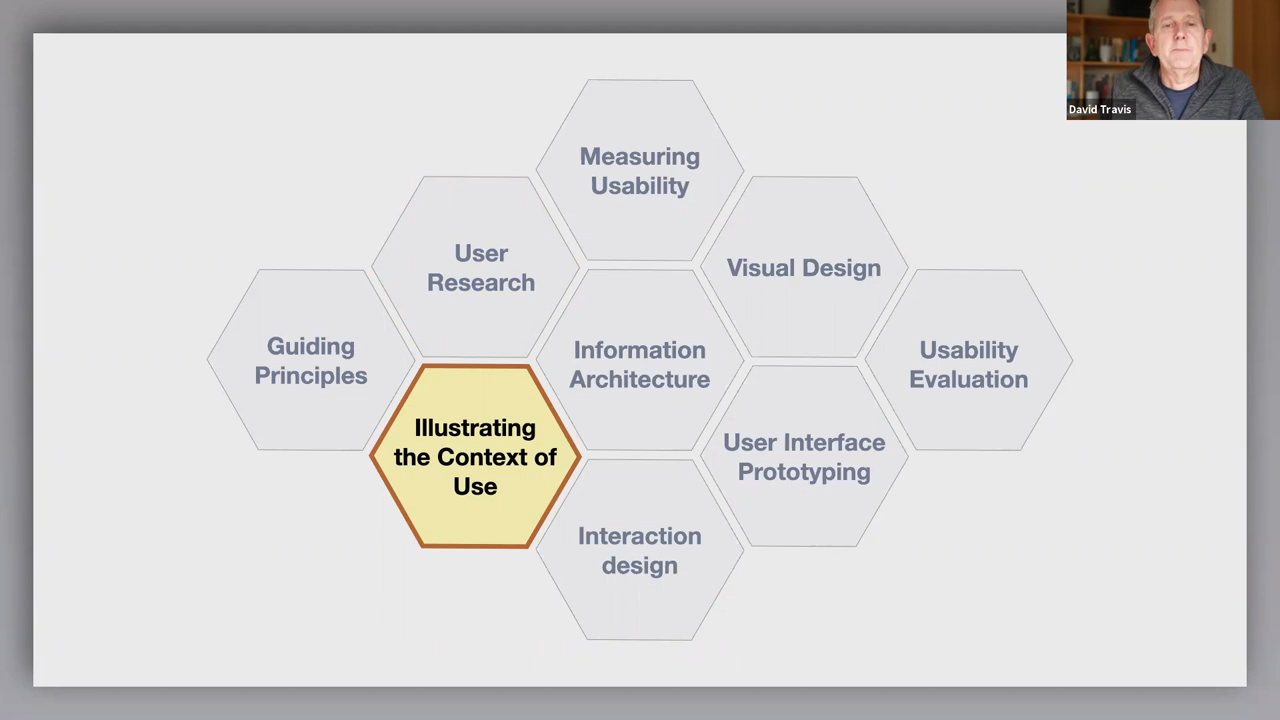 David Travis
Measuring
Usability
User
Research
Visual Design
Guiding
Principles
Information
Architecture
Usability
Evaluation
Illustrating
the Context of
Use
User Interface
Prototyping
Interaction
design